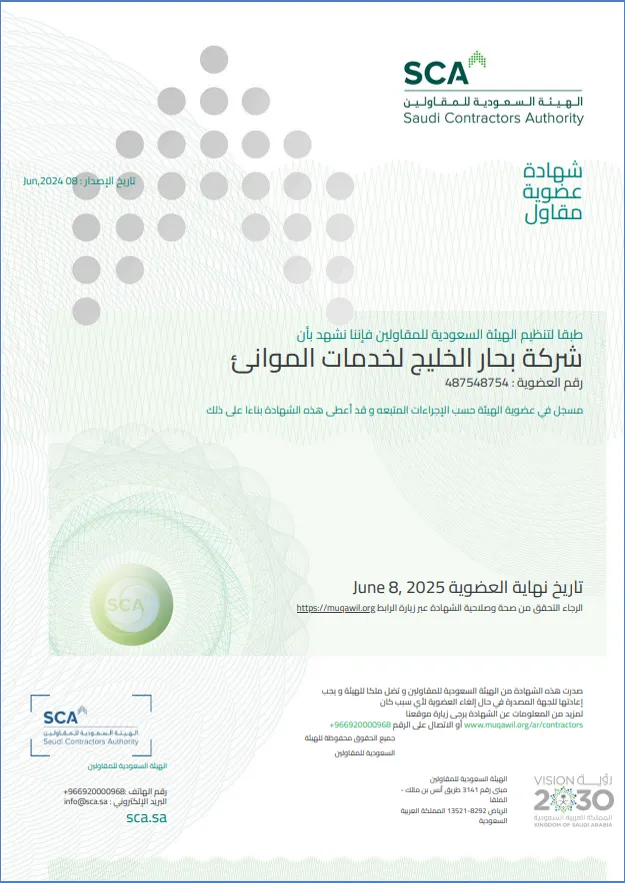 SCA
الـهـيـئـة الـسـعـوديـة للـمـقـاولـيـن
Saudi Contractors Authority
شهادة
عضوية
مقاول
تاريخ الإصدار : 08 Jun,2024
طبقا لتنظيم الهيئة السعودية للمقاولين فإننا نشهد بأن
شركة بحار الخليج لخدمات الموانئ
رقم العضوية : 487548754
مسجل في عضوية الهيئة حسب الإجراءات المتبعه و قد أعطى هذه الشهادة بناءا على ذلك
SCA
تاريخ نهاية العضوية June 8, 2025
الرجاء التحقق من صحة وصلاحية الشهادة عبر زيارة الرابط https://muqawil.org
صدرت هذه الشهادة من الهيئة السعودية للمقاولين و تضل ملكا للهيئة و يجب
إعادتها للجهة المصدرة في حال إلغاء العضوية لأي سبب كان
لمزيد من المعلومات عن الشهادة يرجى زيارة موقعنا
www.muqawil.org/ar/contractors أو الاتصال على الرقم 966920000968+
جميع الحقوق محفوظة للهيئة
السعودية للمقاولين
SCA
الـهـيـئـة الـسـعـوديـة للـمـقـاولـيـن
Saudi Contractors Authority
الهيئة السعودية للمقاولين
رقم الهاتف :966920000968+
البريد الإلكتروني : info@sca.sa
sca.sa
الهيئة السعودية للمقاولين
مبنى رقم 3141 طريق أنس بن مالك -
الملقا
الرياض 8292-13521 المملكة العربية
السعودية
VISION رؤيــة
2030
المملكة العربية السعودية
KINGDOM OF SAUDI ARABIA